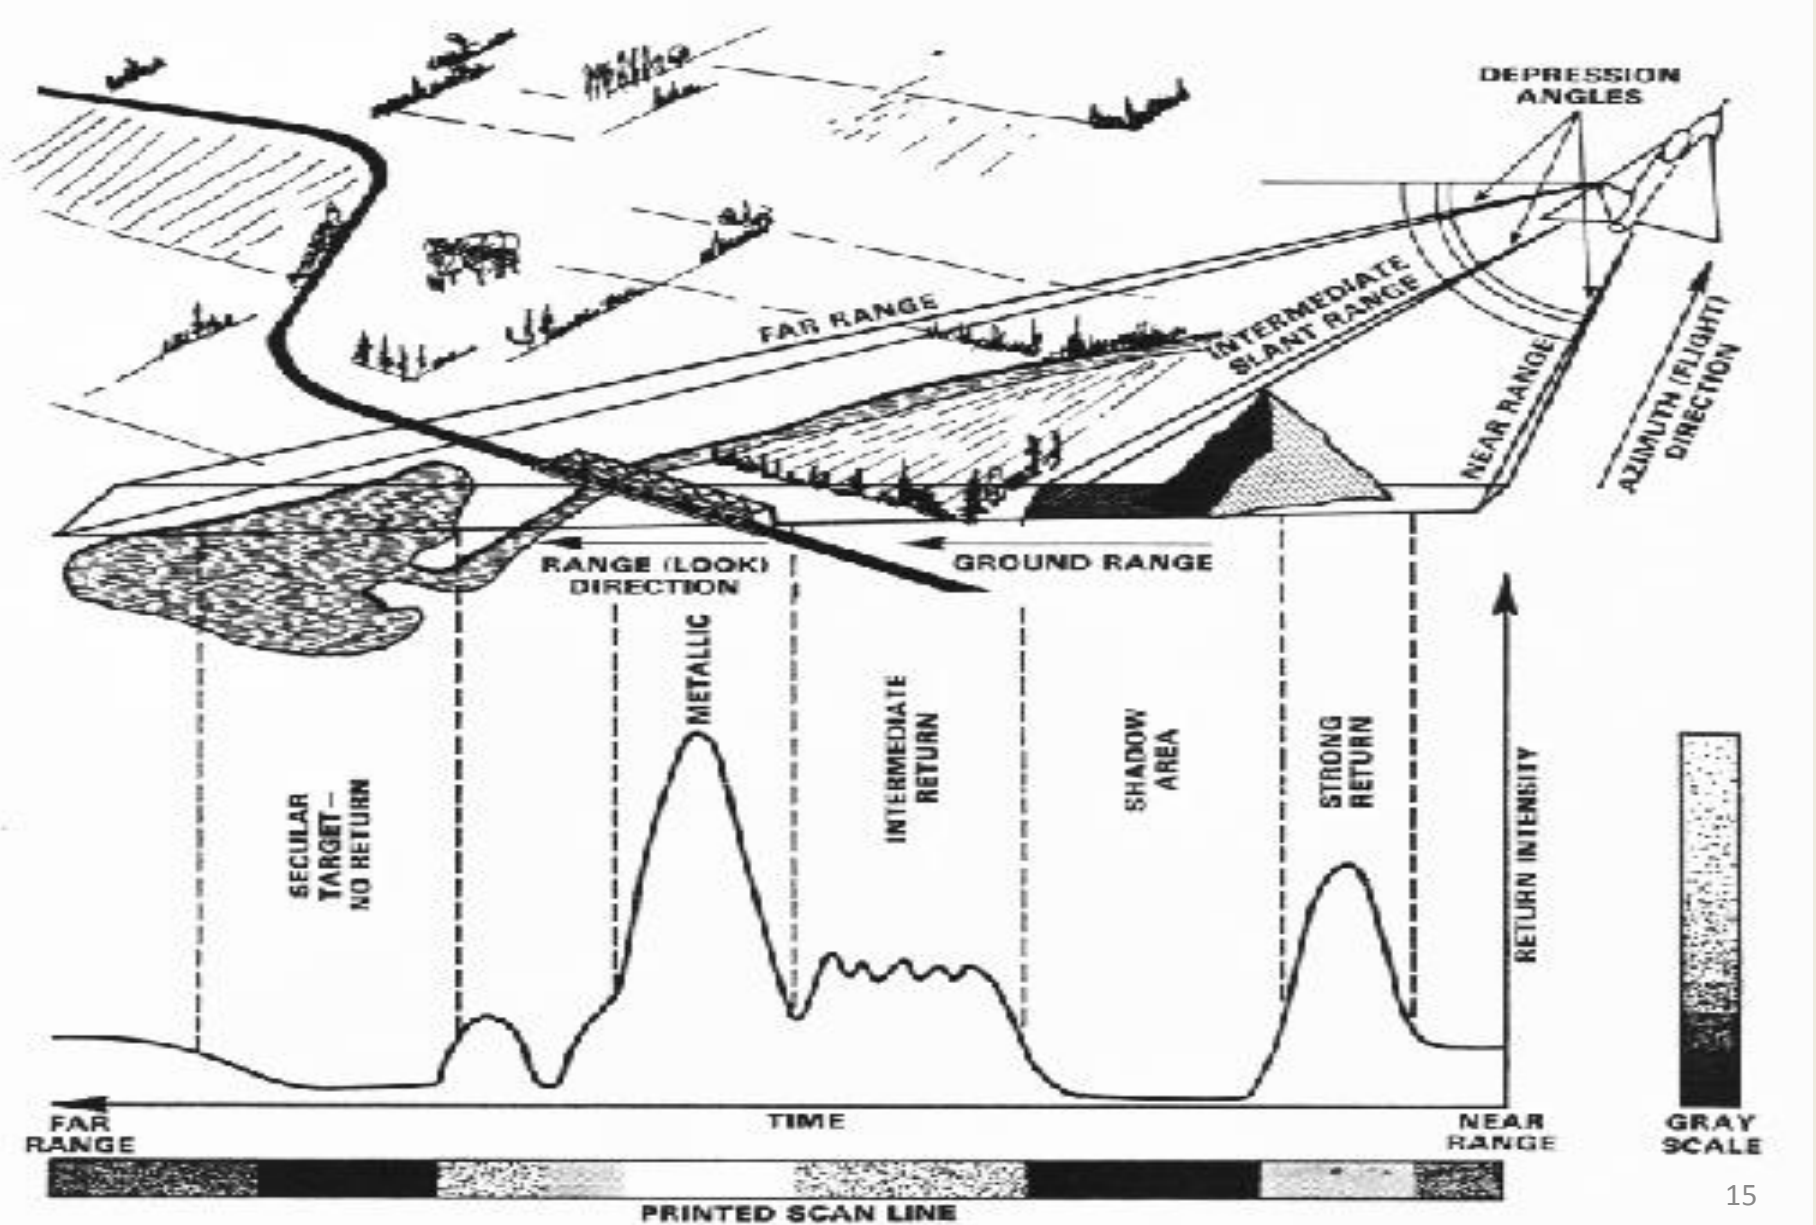 DEPRESSION
ANGLES
FAR RANGE
INTERMEDIATE
SLANT RANGE
NEAR RANGE
AZIMUTH (FLIGHT)
DIRECTION
RANGE (LOOK)
DIRECTION
GROUND RANGE
SECULAR
TARGET–
NO RETURN
METALLIC
INTERMEDIATE
RETURN
SHADOW
AREA
STRONG
RETURN
RETURN INTENSITY
FAR
RANGE
TIME
NEAR
RANGE
GRAY
SCALE
PRINTED SCAN LINE
15